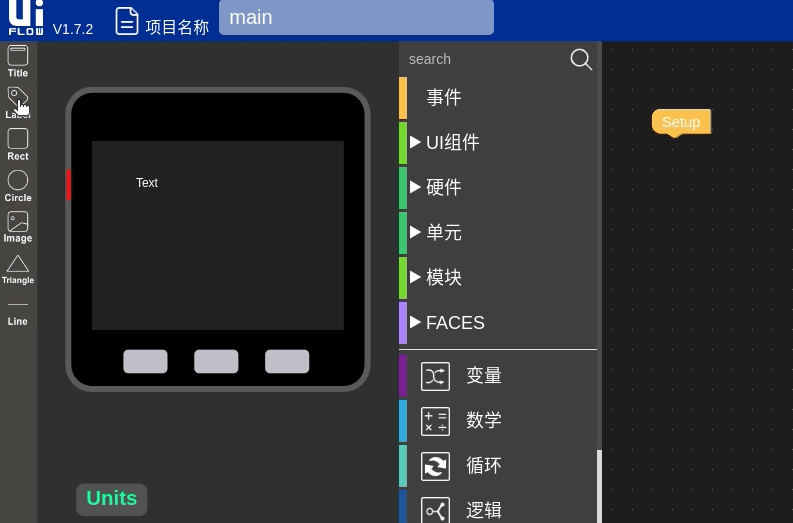 Ui
FLOW
V1.7.2
项目名称
main
Title
Label
Rect
Circle
Image
Triangle
Line
Text
Units
search
事件
UI组件
硬件
单元
模块
FACES
变量
数学
循环
逻辑
Setup